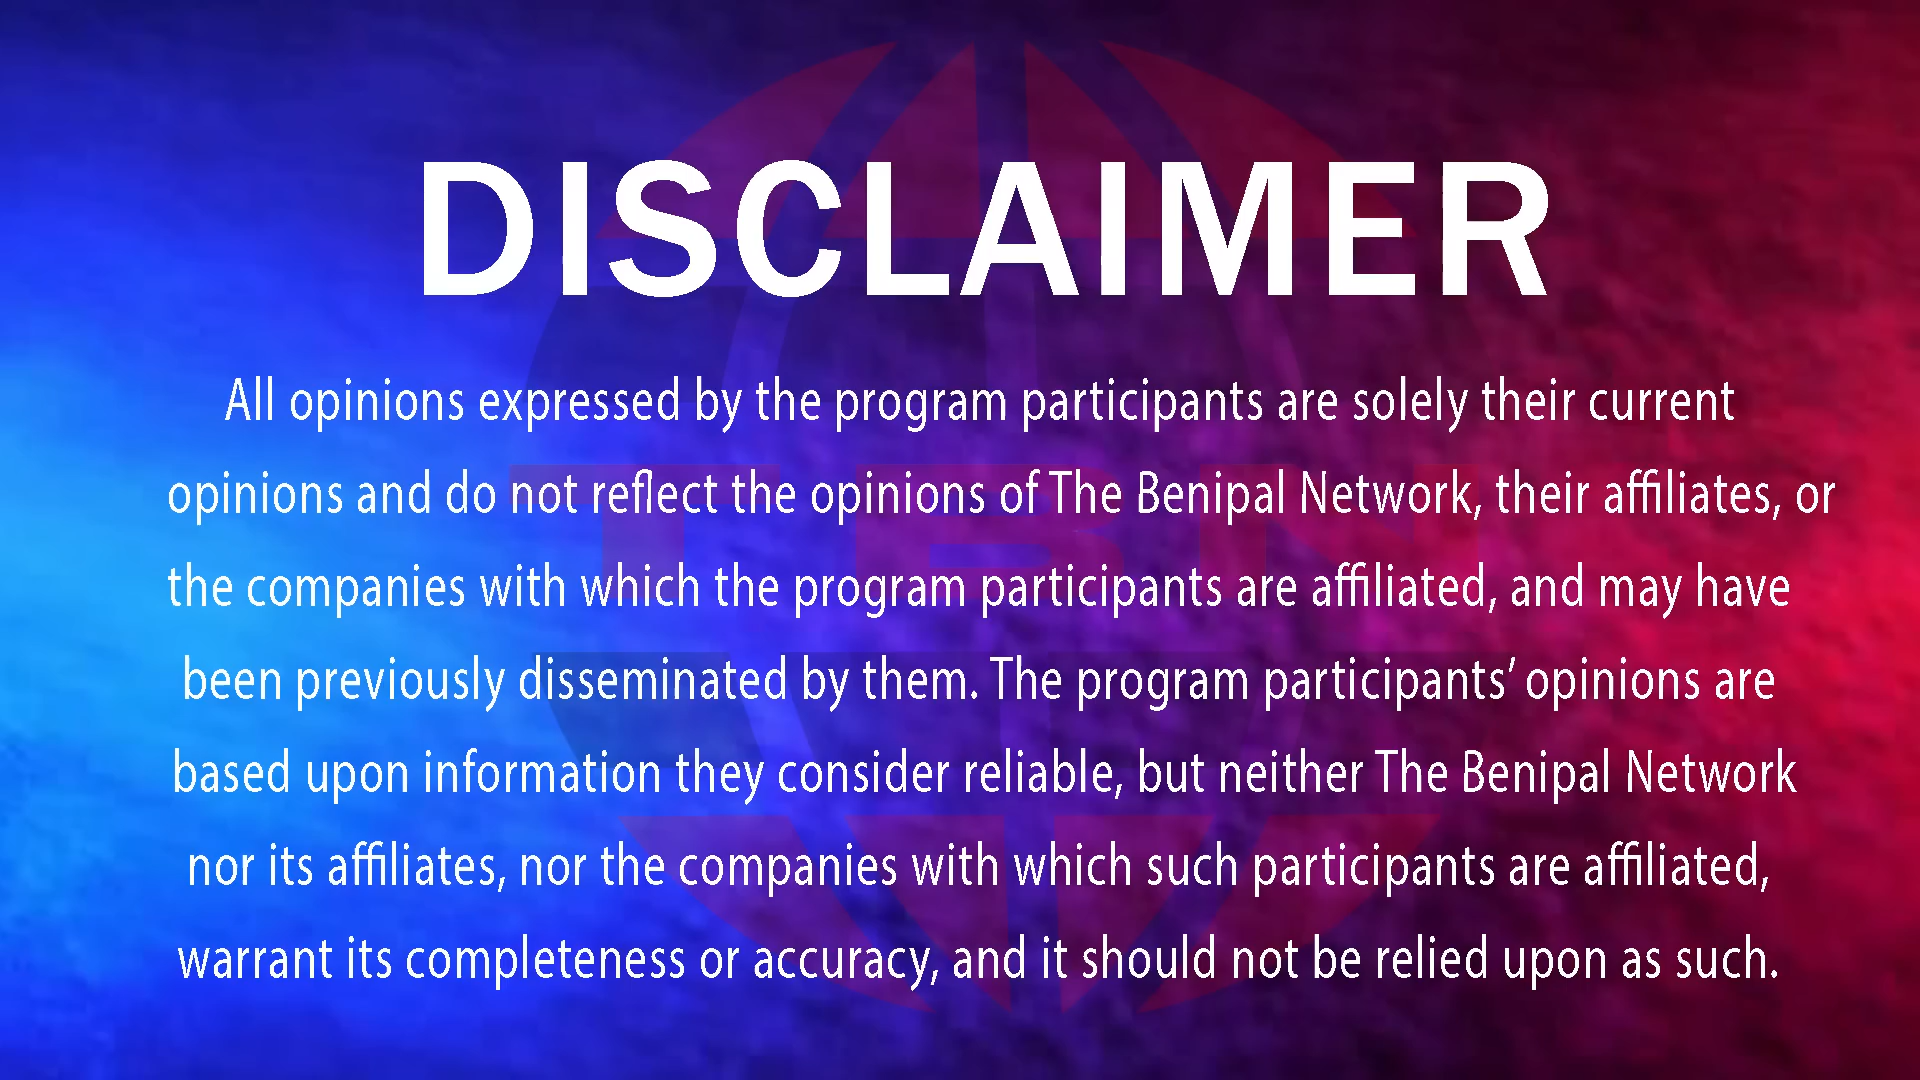 DISCLAIMER
All opinions expressed by the program participants are solely their current
opinions and do not reflect the opinions of The Benipal Network, their affiliates, or
the companies with which the program participants are affiliated, and may have
been previously disseminated by them. The program participants’ opinions are
based upon information they consider reliable, but neither The Benipal Network
nor its affiliates, nor the companies with which such participants are affiliated,
warrant its completeness or accuracy, and it should not be relied upon as such.
TBN